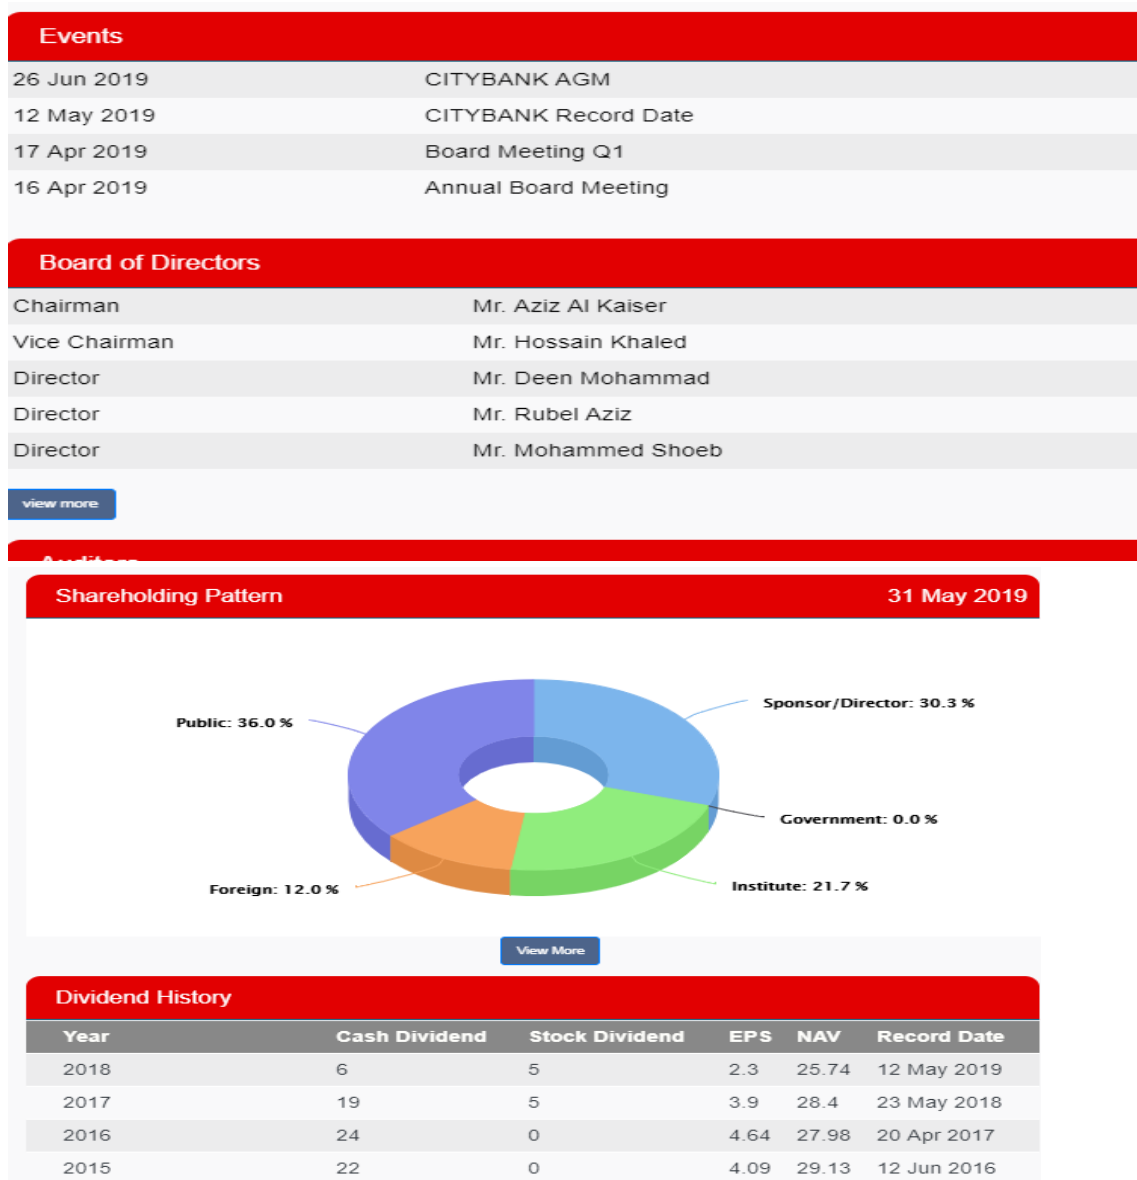 Events
26 Jun 2019 CITYBANK AGM
12 May 2019 CITYBANK Record Date
17 Apr 2019 Board Meeting Q1
16 Apr 2019 Annual Board Meeting
Board of Directors
Chairman Mr. Aziz Al Kaiser
Vice Chairman Mr. Hossain Khaled
Director Mr. Deen Mohammad
Director Mr. Rubel Aziz
Director Mr. Mohammed Shoeb
view more
Auditors
Shareholding Pattern 31 May 2019
Sponsor/Director: 30.3 %
Public: 36.0 %
Government: 0.0 %
Institute: 21.7 %
Foreign: 12.0 %
View More
Dividend History
Year Cash Dividend Stock Dividend EPS NAV Record Date
2018 6 5 2.3 25.74 12 May 2019
2017 19 5 3.9 28.4 23 May 2018
2016 24 0 4.64 27.98 20 Apr 2017
2015 22 0 4.09 29.13 12 Jun 2016